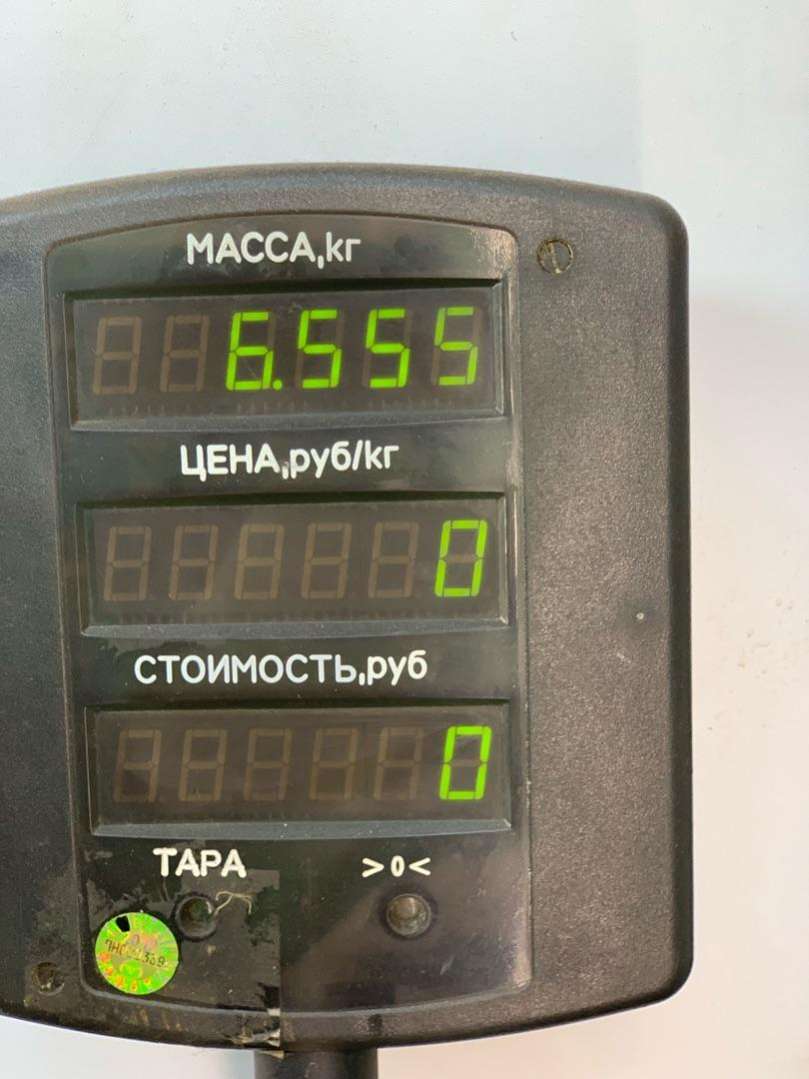 МАССА,кг
6.555
ЦЕНА,руб/кг
0
СТОИМОСТЬ,руб
0
ТАРА >0<